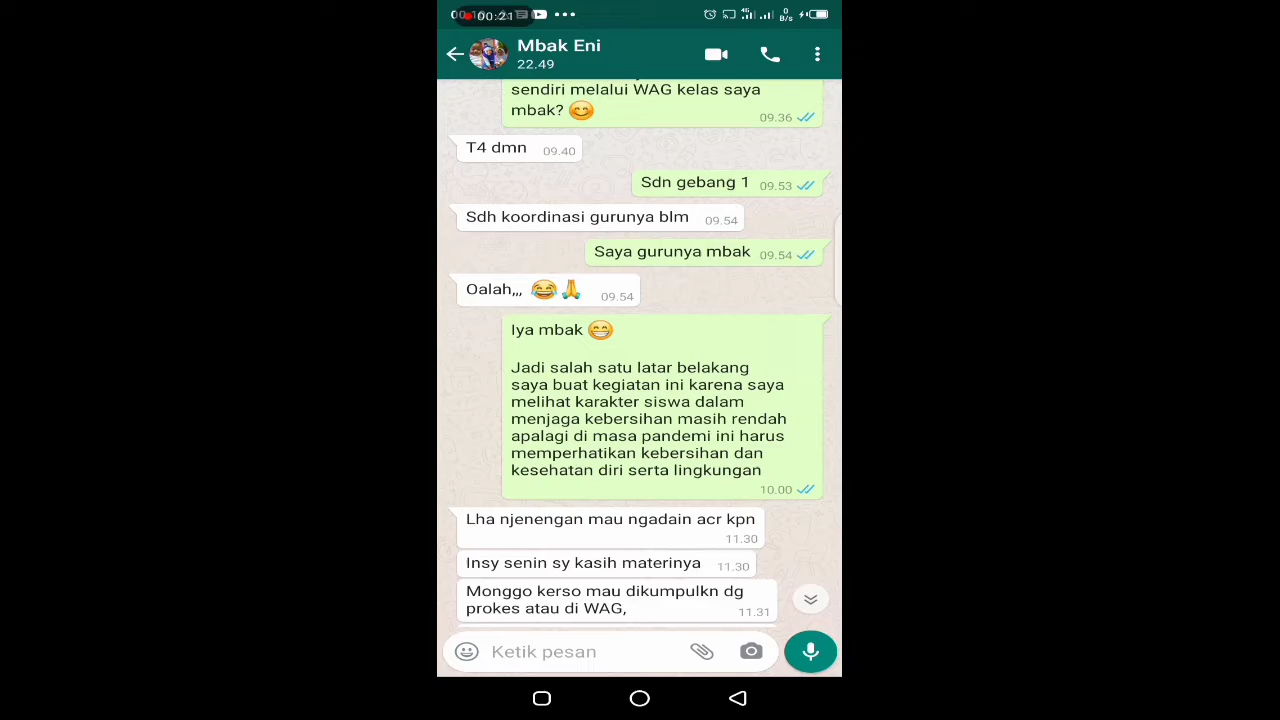 00:21
0
B/s
Mbak Eni
22.49
sendiri melalui WAG kelas saya
mbak? 😊
09.36
T4 dmn 09.40
Sdn gebang 1 09.53
Sdh koordinasi gurunya blm 09.54
Saya gurunya mbak 09.54
Oalah,,, 😂🙏 09.54
Iya mbak 😁
Jadi salah satu latar belakang
saya buat kegiatan ini karena saya
melihat karakter siswa dalam
menjaga kebersihan masih rendah
apalagi di masa pandemi ini harus
memperhatikan kebersihan dan
kesehatan diri serta lingkungan
10.00
Lha njenengan mau ngadain acr kpn
11.30
Insy senin sy kasih materinya 11.30
Monggo kerso mau dikumpulkn dg
prokes atau di WAG,
11.31
Ketik pesan